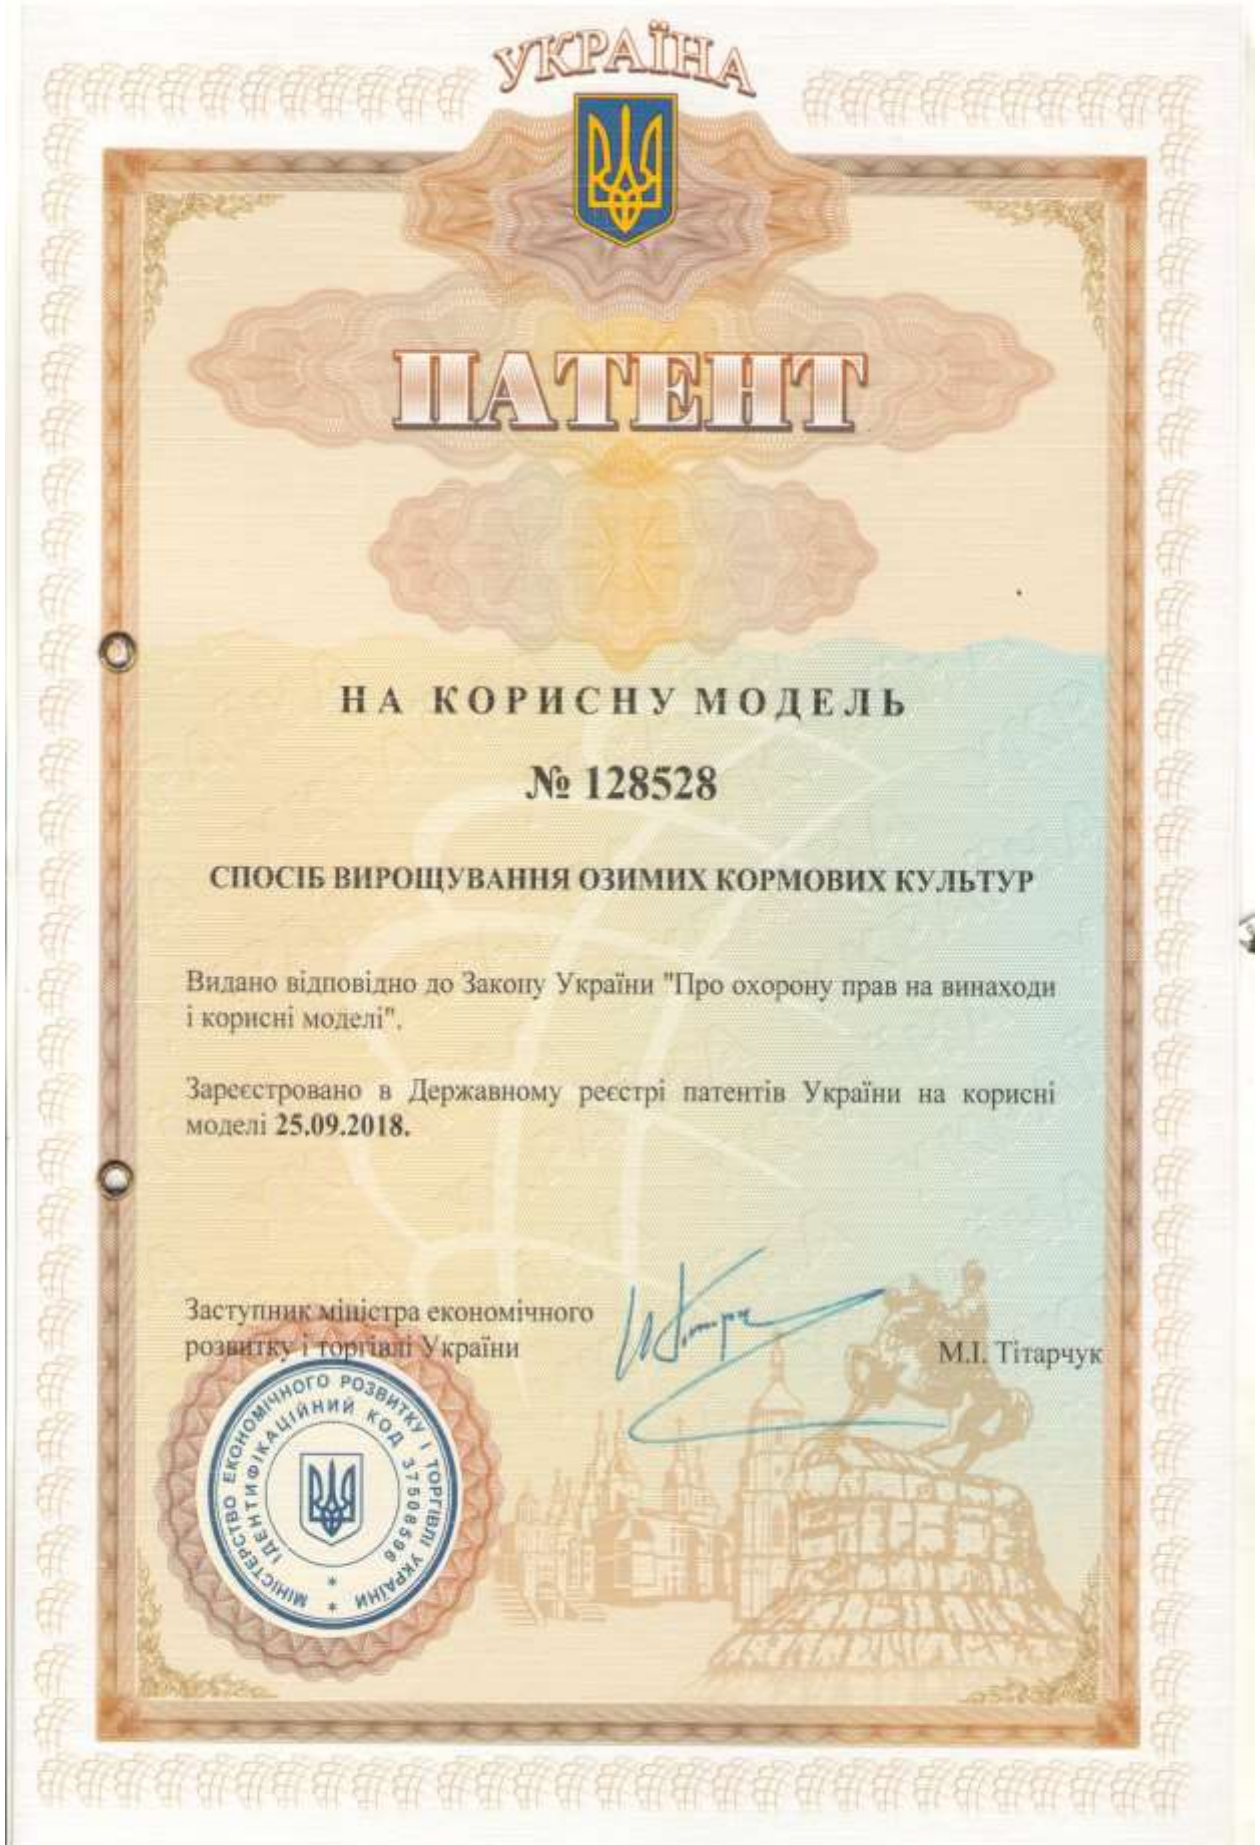 УКРАЇНА
ПАТЕНТ
НА КОРИСНУ МОДЕЛЬ
№ 128528
СПОСІБ ВИРОЩУВАННЯ ОЗИМИХ КОРМОВИХ КУЛЬТУР
Видано відповідно до Закону України "Про охорону прав на винаходи
і корисні моделі".
Зареєстровано в Державному реєстрі патентів України на корисні
моделі 25.09.2018.
Заступник міністра економічного
розвитку і торгівлі України
М.І. Тітарчук
МІНІСТЕРСТВО ЕКОНОМІЧНОГО РОЗВИТКУ І ТОРГІВЛІ УКРАЇНИ *
ІДЕНТИФІКАЦІЙНИЙ КОД 37508596 *